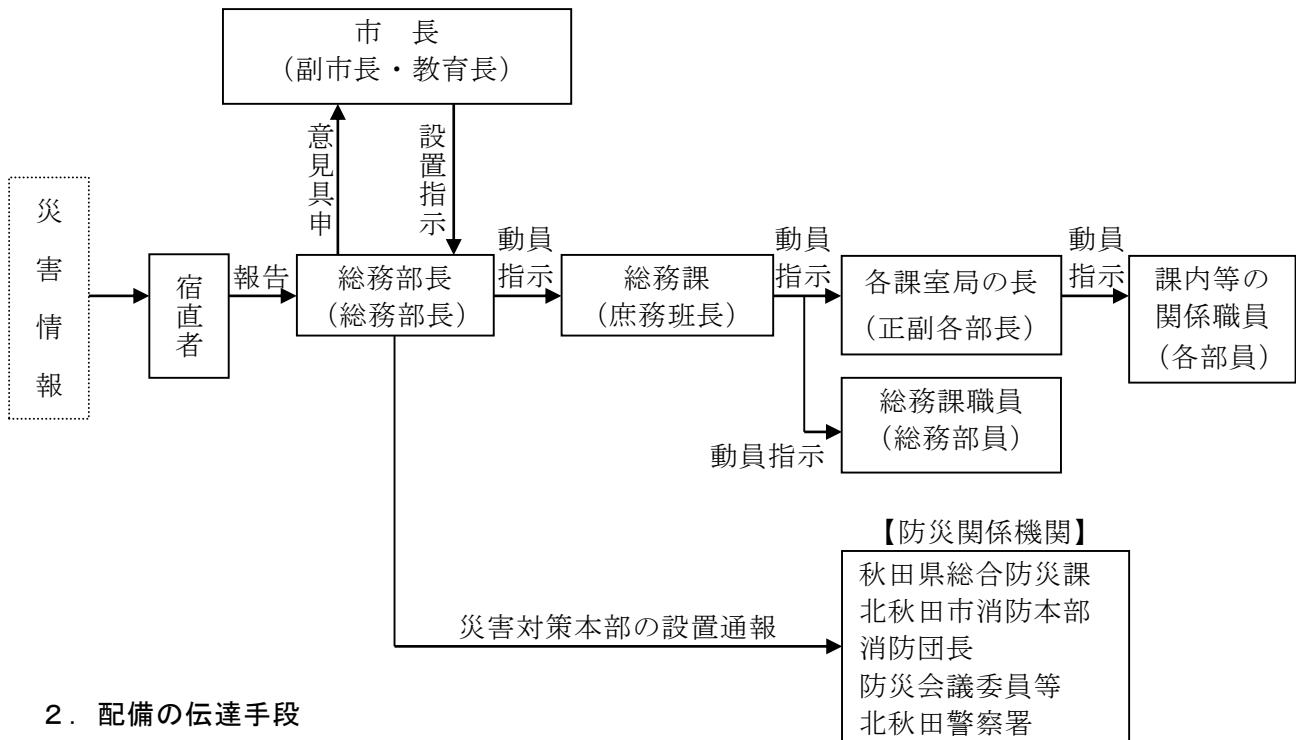 市　長
（副市長・教育長）
意見具申
設置指示
災害情報
宿直者
報告
総務部長
（総務部長）
動員
指示
総務課
（庶務班長）
動員
指示
各課室局の長
（正副各部長）
動員
指示
課内等の
関係職員
（各部員）
総務課職員
（総務部員）
動員指示
【防災関係機関】
秋田県総合防災課
北秋田市消防本部
消防団長
防災会議委員等
北秋田警察署
災害対策本部の設置通報
２．配備の伝達手段